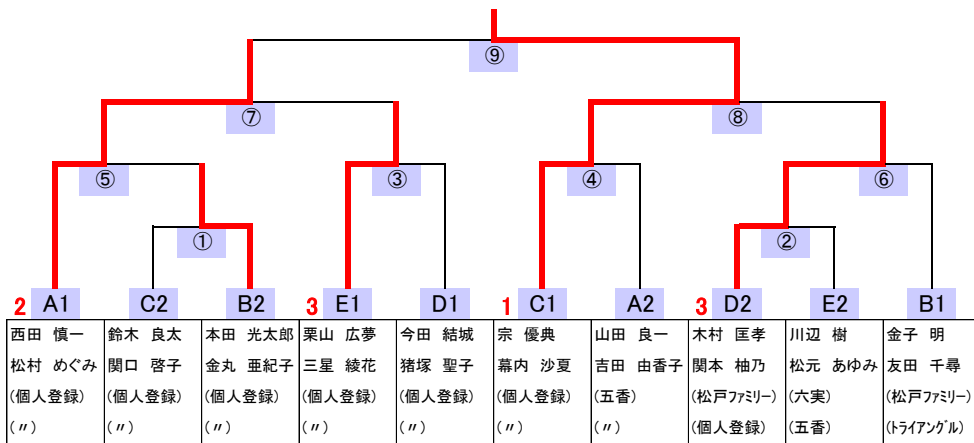 ⑨
⑦ ⑧
⑤ ③ ④ ⑥
① ②
2 A1 C2 B2 3 E1 D1 1 C1 A2 3 D2 E2 B1
西田 慎一 鈴木 良太 本田 光太郎 栗山 広夢 今田 結城 宗 優典 山田 良一 木村 匡孝 川辺 樹 金子 明
松村 めぐみ 関口 啓子 金丸 亜紀子 三星 綾花 猪塚 聖子 幕内 沙夏 吉田 由香子 関本 柚乃 松元 あゆみ 友田 千尋
(個人登録) (個人登録) (個人登録) (個人登録) (個人登録) (個人登録) (五香) (松戸ファミリー) (六実) (松戸ファミリー)
(〃) (〃) (〃) (〃) (〃) (〃) (〃) (個人登録) (五香) (トライアングル)